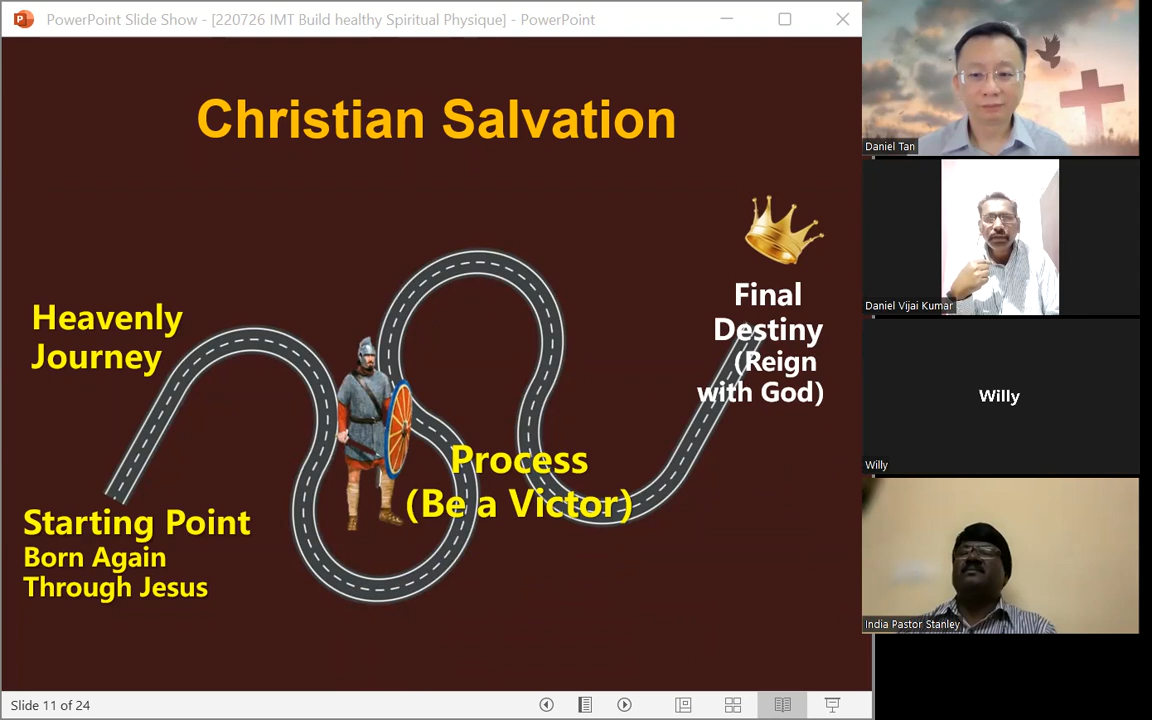 PowerPoint Slide Show - [220726 IMT Build healthy Spiritual Physique] - PowerPoint
Christian Salvation
Heavenly
Journey
Starting Point
Born Again
Through Jesus
Process
(Be a Victor)
Final
Destiny
(Reign
with God)
Slide 11 of 24
Daniel Tan
Daniel Vijai Kumar
Willy
Willy
India Pastor Stanley